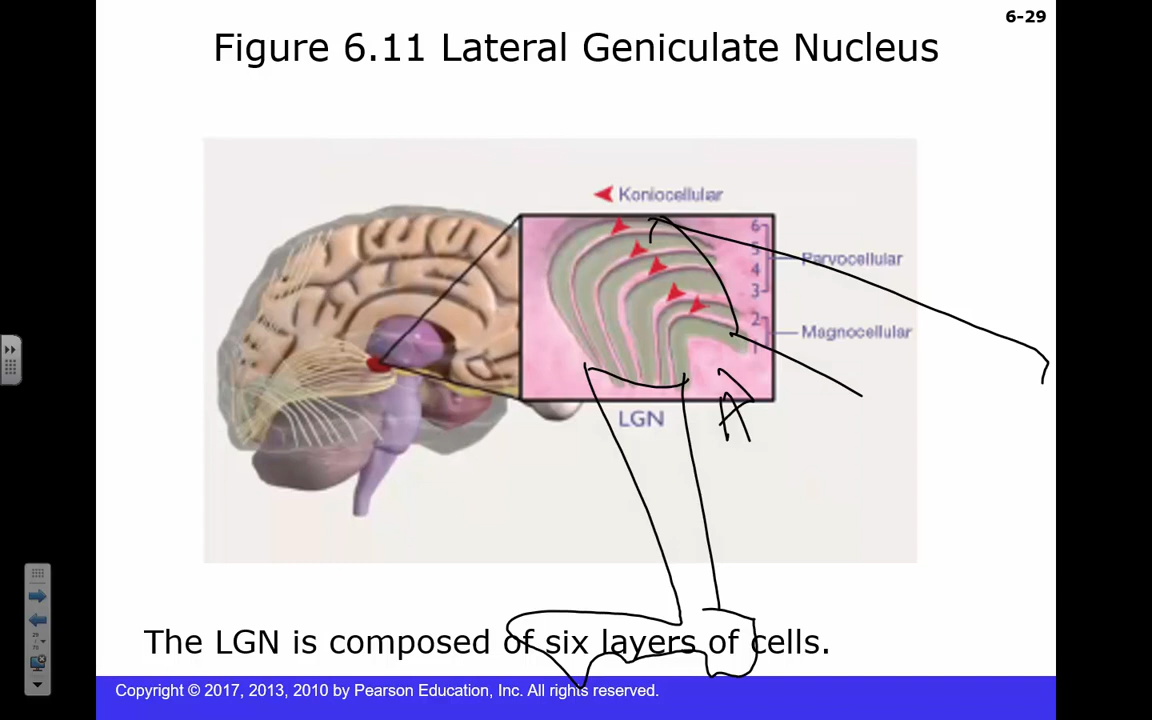 6-29
Figure 6.11 Lateral Geniculate Nucleus
Koniocellular
6
5
Parvocellular
4
3
2
Magnocellular
1
LGN
A
The LGN is composed of six layers of cells.
Copyright © 2017, 2013, 2010 by Pearson Education, Inc. All rights reserved.